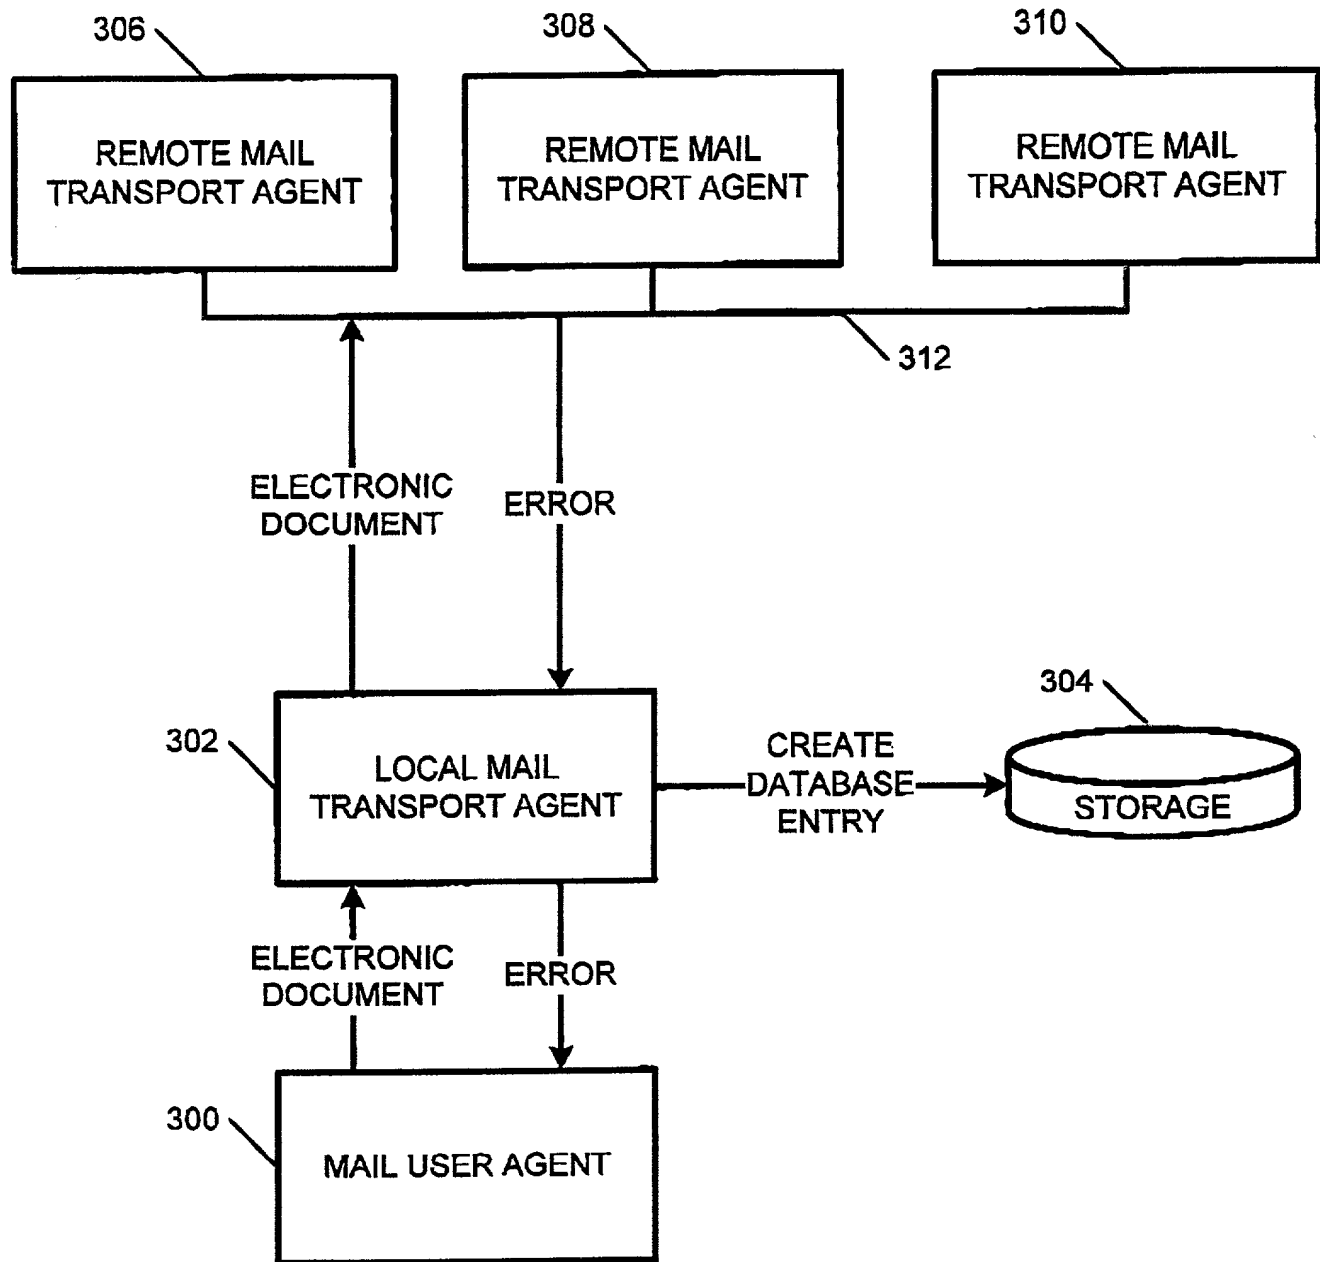 306
308
310
REMOTE MAIL
TRANSPORT AGENT
REMOTE MAIL
TRANSPORT AGENT
REMOTE MAIL
TRANSPORT AGENT
312
ELECTRONIC
DOCUMENT
ERROR
302
LOCAL MAIL
TRANSPORT AGENT
CREATE
DATABASE
ENTRY
304
STORAGE
ELECTRONIC
DOCUMENT
ERROR
300
MAIL USER AGENT